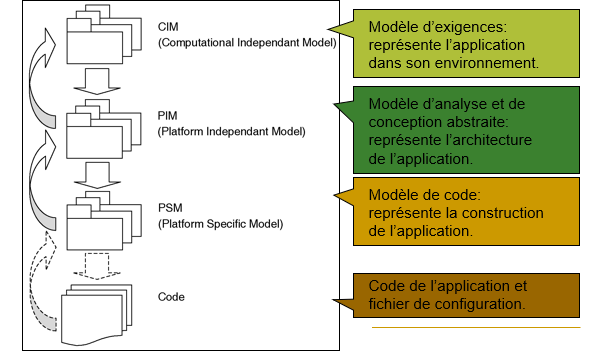 CIM
(Computational Independant Model)
Modèle d’exigences:
représente l’application
dans son environnement.
PIM
(Platform Independant Model)
Modèle d’analyse et de
conception abstraite:
représente l’architecture
de l’application.
PSM
(Platform Specific Model)
Modèle de code:
représente la construction
de l’application.
Code
Code de l’application et
fichier de configuration.